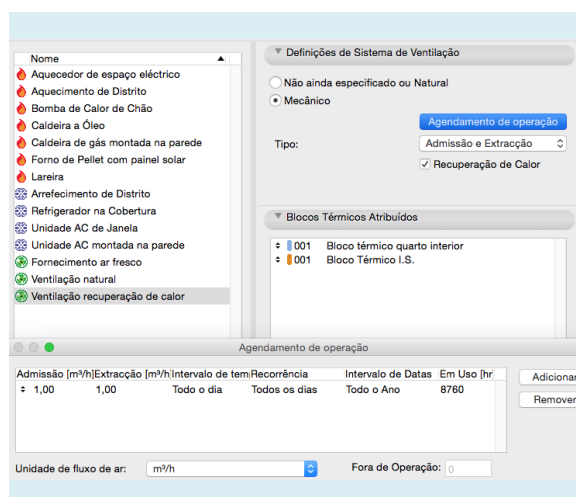 Nome
Aquecedor de espaço eléctrico
Aquecimento de Distrito
Bomba de Calor de Chão
Caldeira a Óleo
Caldeira de gás montada na parede
Forno de Pellet com painel solar
Lareira
Arrefecimento de Distrito
Refrigerador na Cobertura
Unidade AC de Janela
Unidade AC montada na parede
Fornecimento ar fresco
Ventilação natural
Ventilação recuperação de calor
Definições de Sistema de Ventilação
Não ainda especificado ou Natural
Mecânico
Agendamento de operação
Tipo: Admissão e Extracção
Recuperação de Calor
Blocos Térmicos Atribuídos
001 Bloco térmico quarto interior
001 Bloco Térmico I.S.
Agendamento de operação
Admissão [m³/h] Extracção [m³/h] Intervalo de tem Recorrência Intervalo de Datas Em Uso [hr]
1,00 1,00 Todo o dia Todos os dias Todo o Ano 8760
Adicionar
Remover
Unidade de fluxo de ar: m³/h Fora de Operação: 0